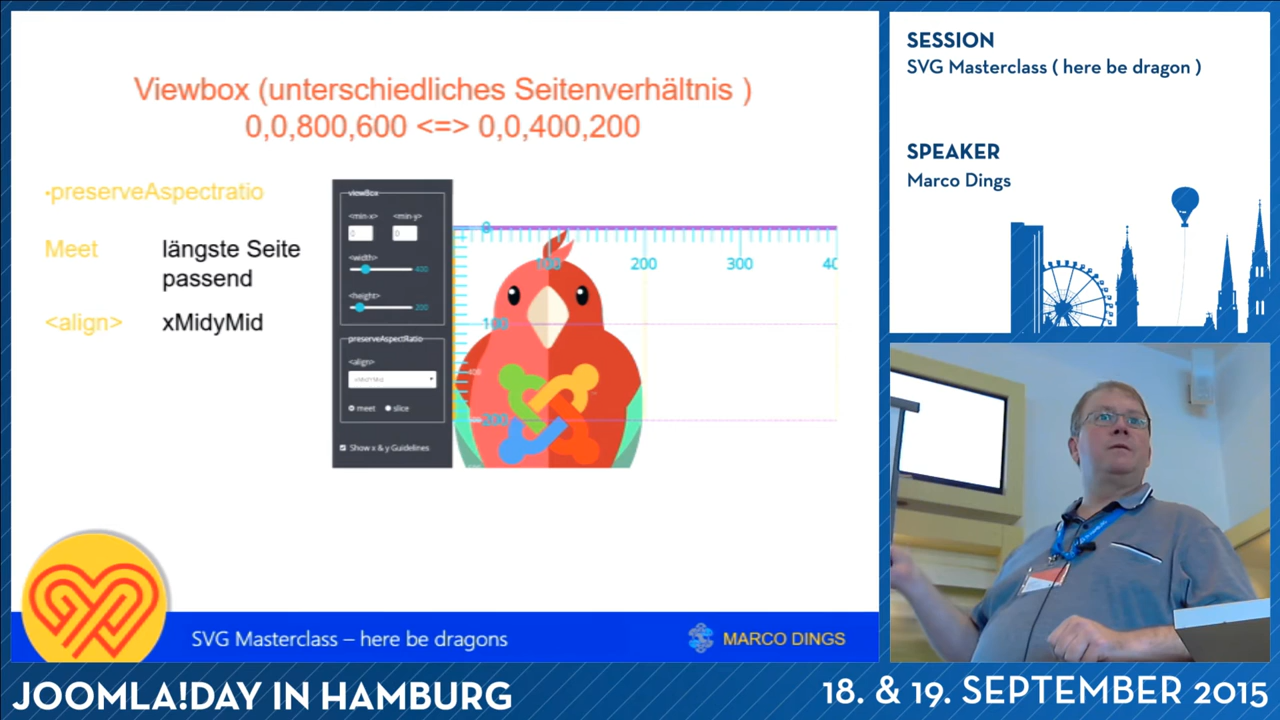 Viewbox (unterschiedliches Seitenverhältnis )
0,0,800,600 <=> 0,0,400,200
•preserveAspectratio
Meet längste Seite
passend
<align> xMidyMid
viewBox
<min-x> <min-y>
0 0
<width>
400
<height>
200
preserveAspectRatio
<align>
xMidYMid
meet slice
Show x & y Guidelines
0
100 200 300 40
100
400
200
SVG Masterclass – here be dragons
MARCO DINGS
SESSION
SVG Masterclass ( here be dragon )
SPEAKER
Marco Dings
JOOMLA!DAY IN HAMBURG
18. & 19. SEPTEMBER 2015